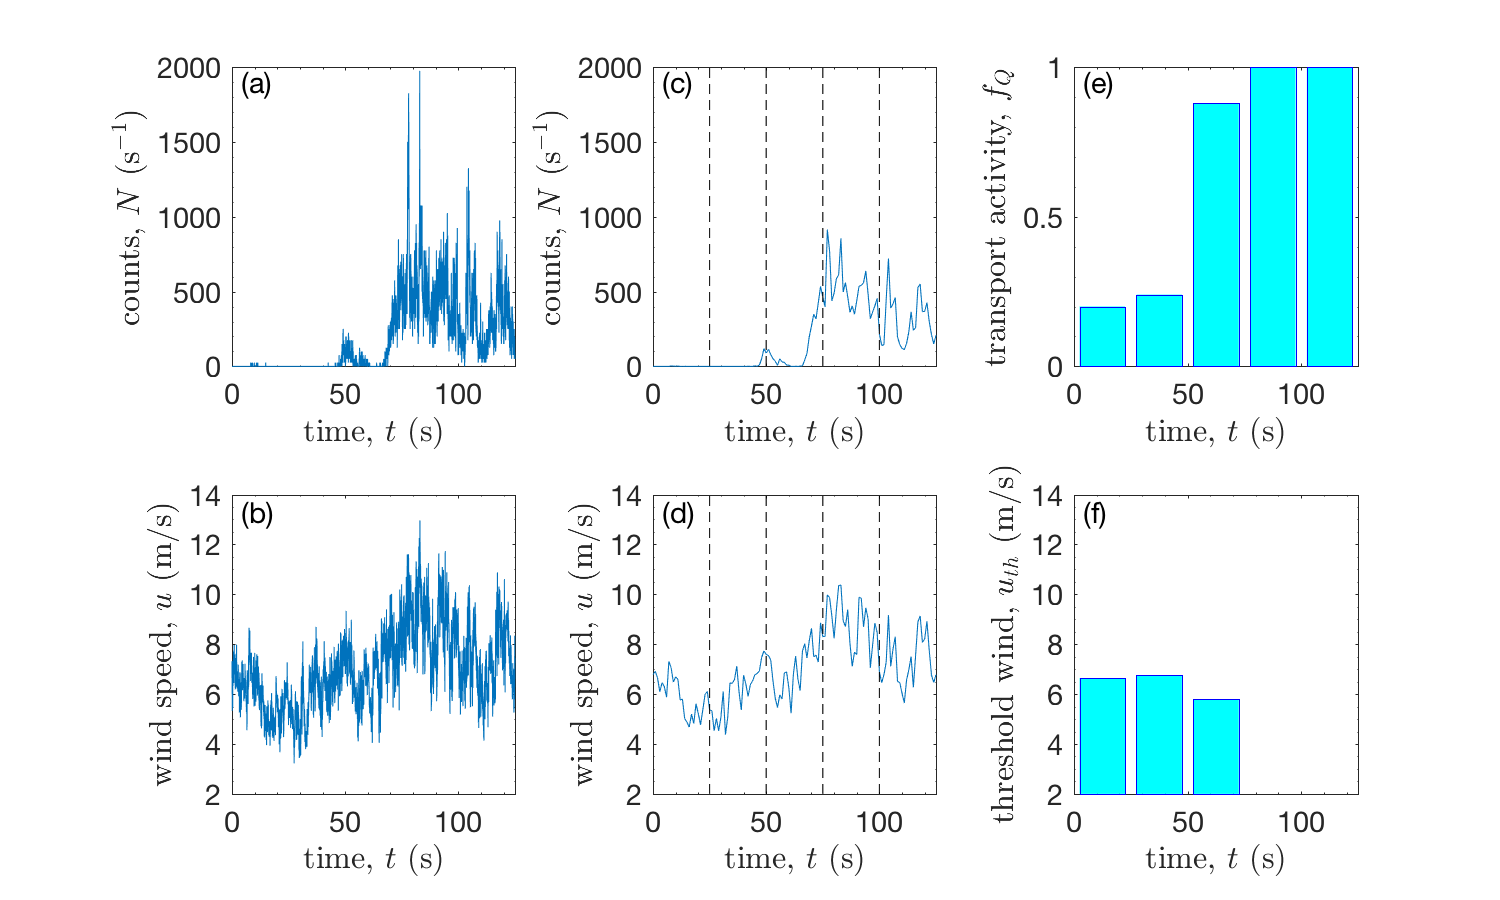 (a)
2000
1500
1000
500
0
counts, N (s⁻¹)
0 50 100
time, t (s)
(c)
2000
1500
1000
500
0
counts, N (s⁻¹)
0 50 100
time, t (s)
(e)
1
0.5
0
transport activity, f_Q
0 50 100
time, t (s)
(b)
14
12
10
8
6
4
2
wind speed, u (m/s)
0 50 100
time, t (s)
(d)
14
12
10
8
6
4
2
wind speed, u (m/s)
0 50 100
time, t (s)
(f)
14
12
10
8
6
4
2
threshold wind, u_th (m/s)
0 50 100
time, t (s)